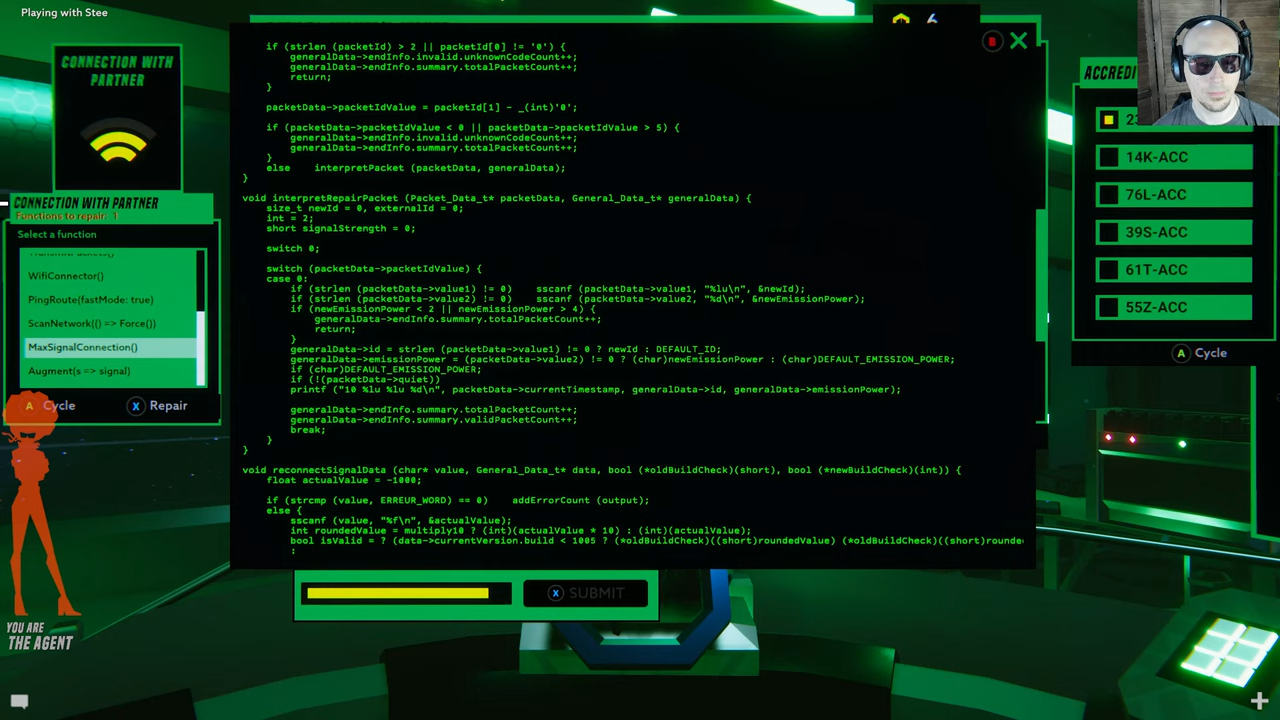 Playing with Stee
6
CONNECTION WITH
PARTNER
CONNECTION WITH PARTNER
Functions to repair: 1
Select a function
WifiConnector()
PingRoute(fastMode: true)
ScanNetwork(() => Force())
MaxSignalConnection()
Augment(s => signal)
A Cycle
X Repair
YOU ARE
THE AGENT
if (strlen (packetId) > 2 || packetId[0] != '0') {
generalData->endInfo.invalid.unknownCodeCount++;
generalData->endInfo.summary.totalPacketCount++;
return;
}
packetData->packetIdValue = packetId[1] - _(int)'0';
if (packetData->packetIdValue < 0 || packetData->packetIdValue > 5) {
generalData->endInfo.invalid.unknownCodeCount++;
generalData->endInfo.summary.totalPacketCount++;
}
else interpretPacket (packetData, generalData);
}
void interpretRepairPacket (Packet_Data_t* packetData, General_Data_t* generalData) {
size_t newId = 0, externalId = 0;
int = 2;
short signalStrength = 0;
switch 0;
switch (packetData->packetIdValue) {
case 0:
if (strlen (packetData->value1) != 0) sscanf (packetData->value1, "%lu\n", &newId);
if (strlen (packetData->value2) != 0) sscanf (packetData->value2, "%d\n", &newEmissionPower);
if (newEmissionPower < 2 || newEmissionPower > 4) {
generalData->endInfo.summary.totalPacketCount++;
return;
}
generalData->id = strlen (packetData->value1) != 0 ? newId : DEFAULT_ID;
generalData->emissionPower = (packetData->value2) != 0 ? (char)newEmissionPower : (char)DEFAULT_EMISSION_POWER;
if (char)DEFAULT_EMISSION_POWER;
if (!(packetData->quiet))
printf ("10 %lu %lu %d\n", packetData->currentTimestamp, generalData->id, generalData->emissionPower);
generalData->endInfo.summary.totalPacketCount++;
generalData->endInfo.summary.validPacketCount++;
break;
}
}
void reconnectSignalData (char* value, General_Data_t* data, bool (*oldBuildCheck)(short), bool (*newBuildCheck)(int)) {
float actualValue = -1000;
if (strcmp (value, ERREUR_WORD) == 0) addErrorCount (output);
else {
sscanf (value, "%f\n", &actualValue);
int roundedValue = multiply10 ? (int)(actualValue * 10) : (int)(actualValue);
bool isValid = ? (data->currentVersion.build < 1005 ? (*oldBuildCheck)((short)roundedValue) (*oldBuildCheck)((short)rounde
:
B
X SUBMIT
ACCREDI
14K-ACC
76L-ACC
39S-ACC
61T-ACC
55Z-ACC
A Cycle